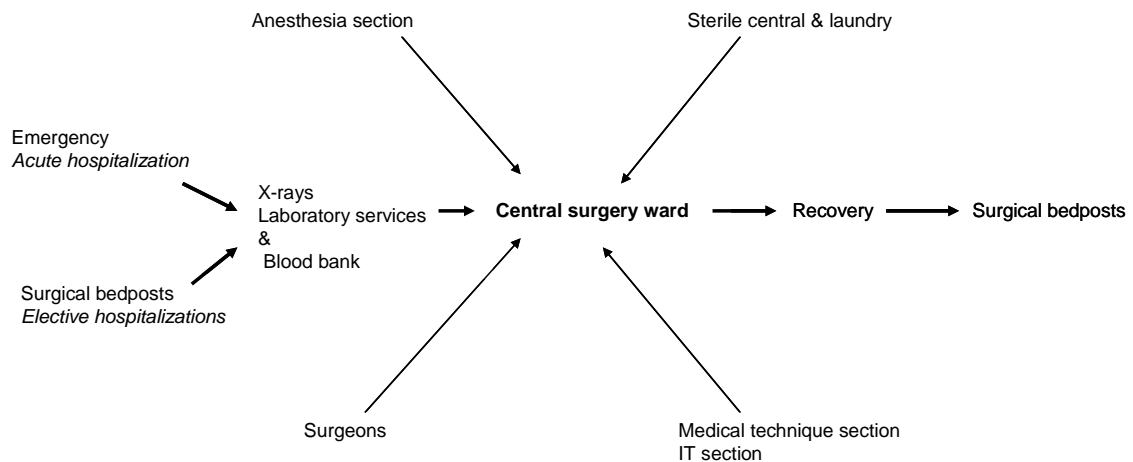 Anesthesia section
Sterile central & laundry
Emergency
Acute hospitalization
X-rays
Laboratory services
&
Blood bank
Central surgery ward
Recovery
Surgical bedposts
Surgical bedposts
Elective hospitalizations
Surgeons
Medical technique section
IT section